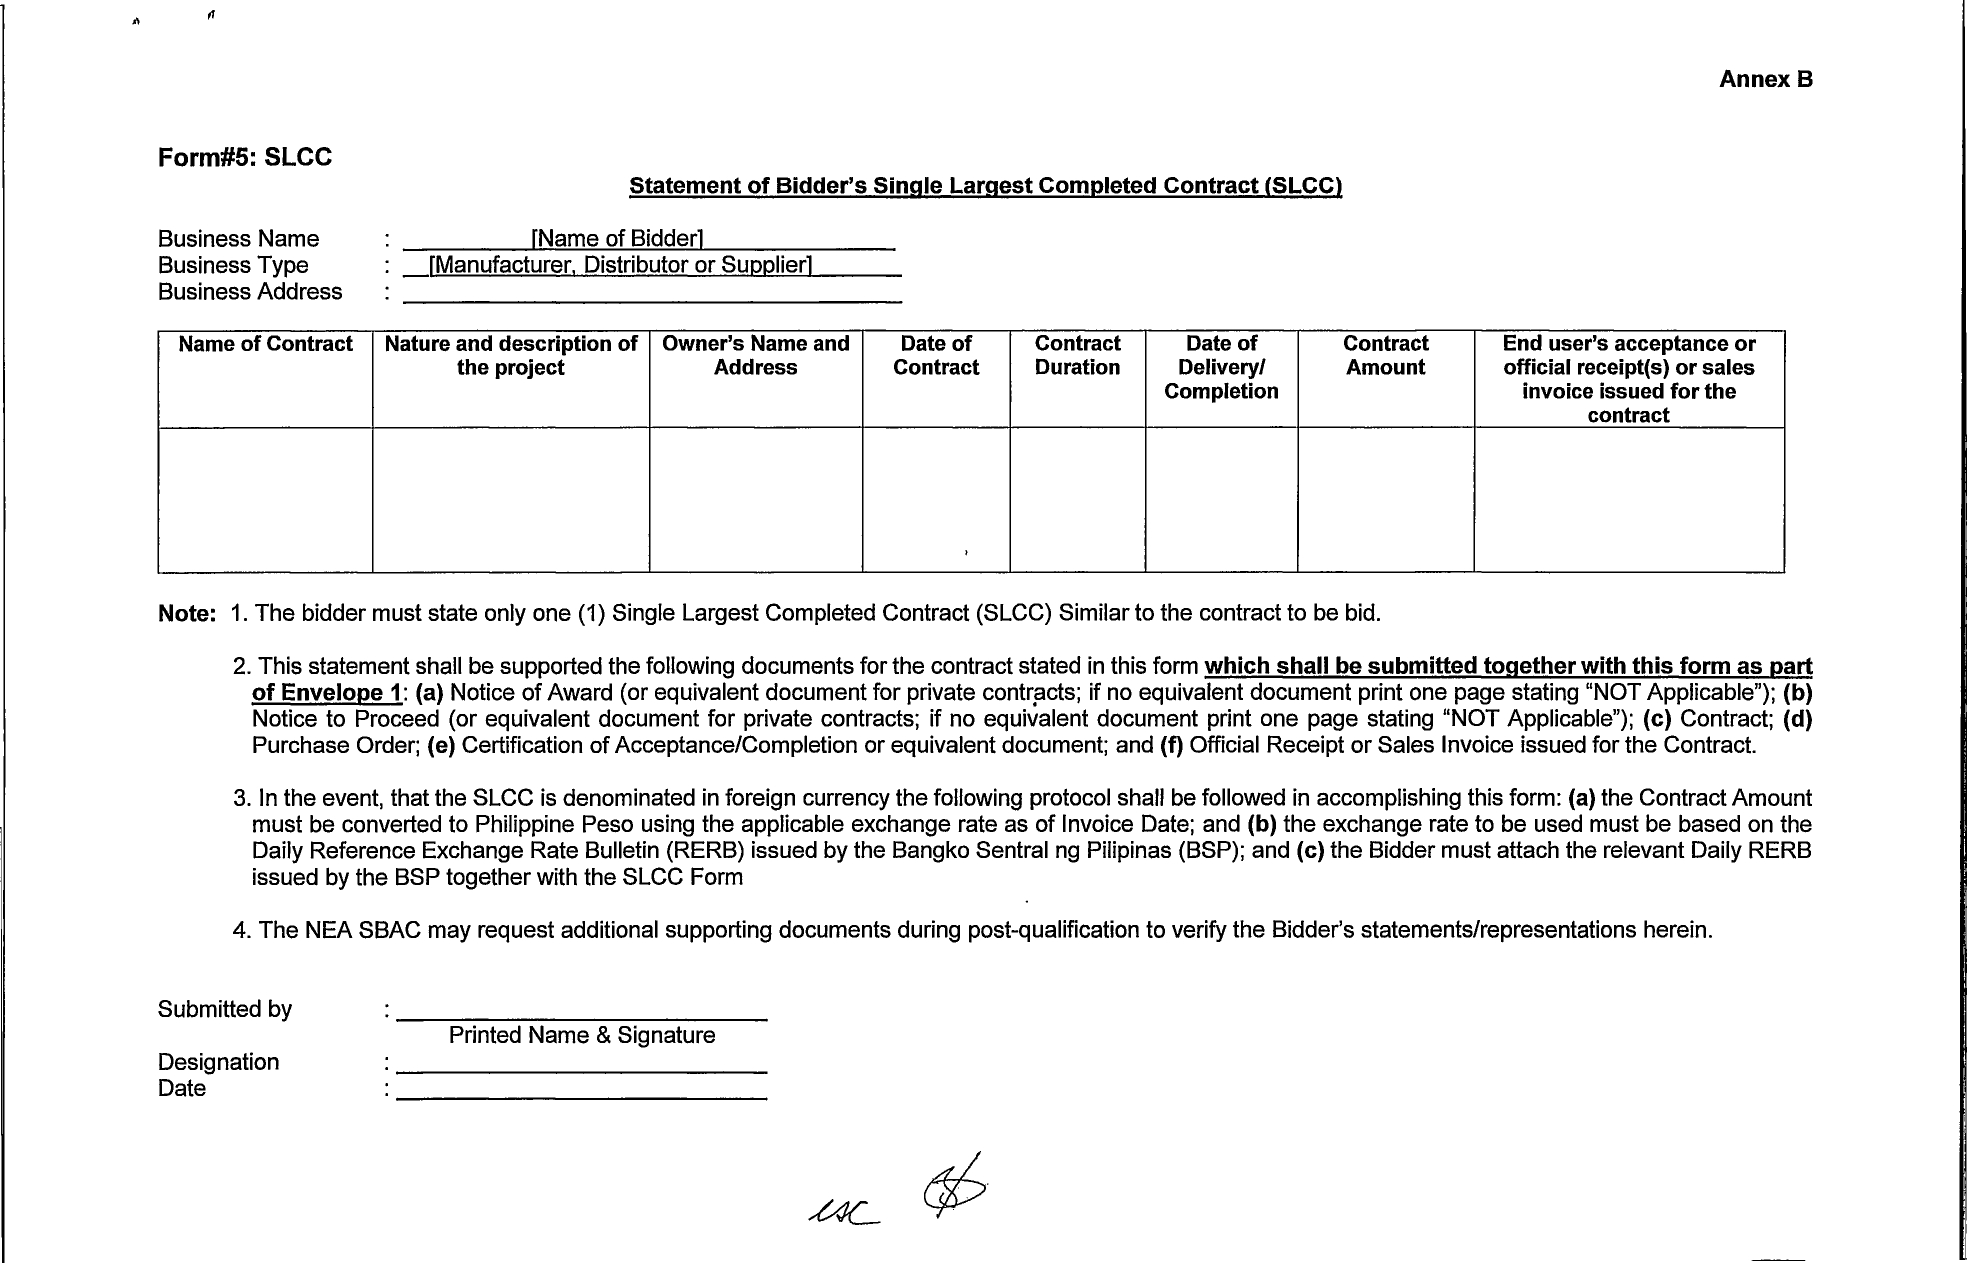 Annex B
Form#5: SLCC
Statement of Bidder's Single Largest Completed Contract (SLCC)
Business Name : [Name of Bidder]
Business Type : [Manufacturer, Distributor or Supplier]
Business Address :
Name of Contract
Nature and description of
the project
Owner's Name and
Address
Date of
Contract
Contract
Duration
Date of
Delivery/
Completion
Contract
Amount
End user's acceptance or
official receipt(s) or sales
invoice issued for the
contract
Note: 1. The bidder must state only one (1) Single Largest Completed Contract (SLCC) Similar to the contract to be bid.
2. This statement shall be supported the following documents for the contract stated in this form which shall be submitted together with this form as part
of Envelope 1: (a) Notice of Award (or equivalent document for private contracts; if no equivalent document print one page stating “NOT Applicable”); (b)
Notice to Proceed (or equivalent document for private contracts; if no equivalent document print one page stating “NOT Applicable”); (c) Contract; (d)
Purchase Order; (e) Certification of Acceptance/Completion or equivalent document; and (f) Official Receipt or Sales Invoice issued for the Contract.
3. In the event, that the SLCC is denominated in foreign currency the following protocol shall be followed in accomplishing this form: (a) the Contract Amount
must be converted to Philippine Peso using the applicable exchange rate as of Invoice Date; and (b) the exchange rate to be used must be based on the
Daily Reference Exchange Rate Bulletin (RERB) issued by the Bangko Sentral ng Pilipinas (BSP); and (c) the Bidder must attach the relevant Daily RERB
issued by the BSP together with the SLCC Form
4. The NEA SBAC may request additional supporting documents during post-qualification to verify the Bidder's statements/representations herein.
Submitted by :
Printed Name & Signature
Designation :
Date :